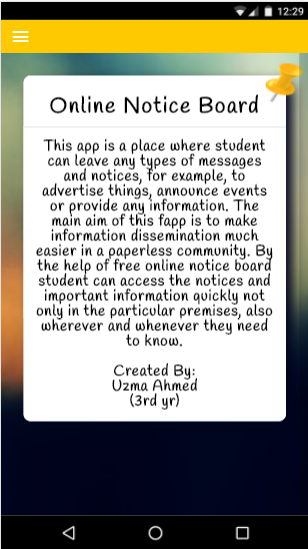 12:29
Online Notice Board
This app is a place where student
can leave any types of messages
and notices, for example, to
advertise things, announce events
or provide any information. The
main aim of this fapp is to make
information dissemination much
easier in a paperless community. By
the help of free online notice board
student can access the notices and
important information quickly not
only in the particular premises, also
wherever and whenever they need
to know.
Created By:
Uzma Ahmed
(3rd yr)